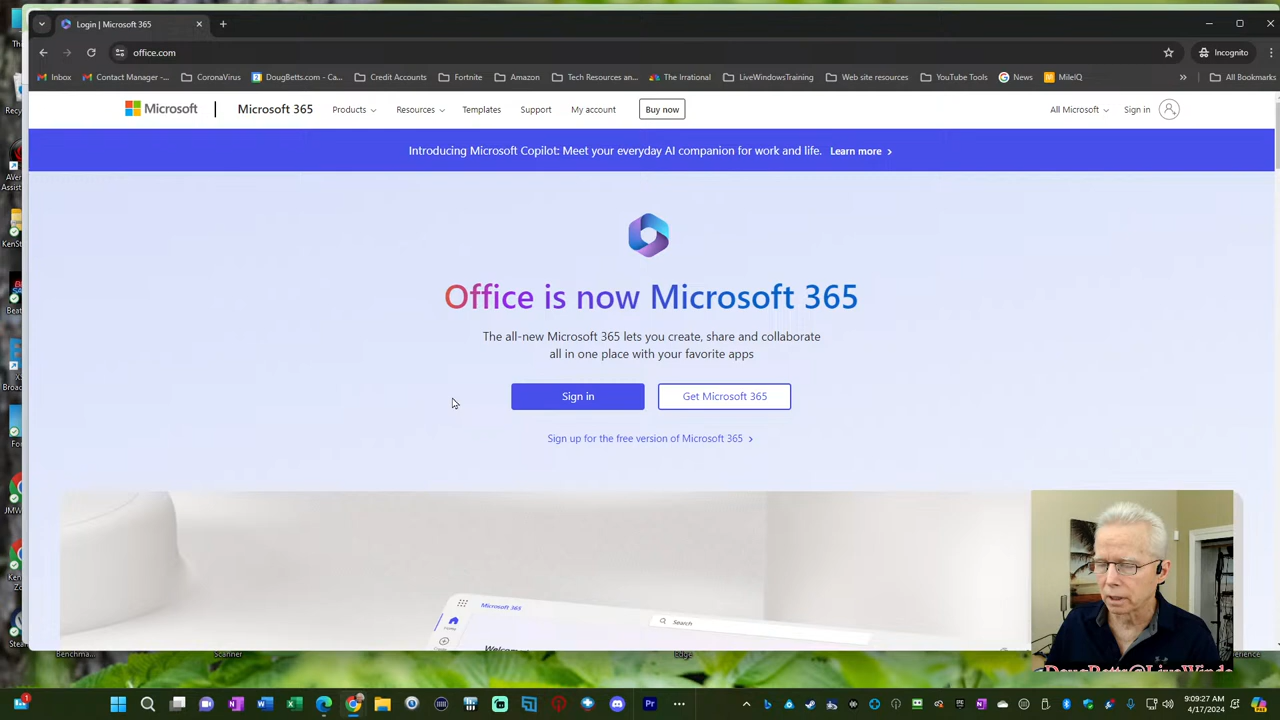 Login | Microsoft 365
office.com
Incognito
Inbox
Contact Manager -...
CoronaVirus
DougBetts.com - Ca...
Credit Accounts
Fortnite
Amazon
Tech Resources an...
The Irrational
LiveWindowsTraining
Web site resources
YouTube Tools
News
MileIQ
»
All Bookmarks
Microsoft
Microsoft 365
Products
Resources
Templates
Support
My account
Buy now
All Microsoft
Sign in
Introducing Microsoft Copilot: Meet your everyday AI companion for work and life. Learn more
Office is now Microsoft 365
The all-new Microsoft 365 lets you create, share and collaborate
all in one place with your favorite apps
Sign in
Get Microsoft 365
Sign up for the free version of Microsoft 365
Microsoft 365
Search
Home
Benchma...
Scanner
Edge
9:09:27 AM
4/17/2024